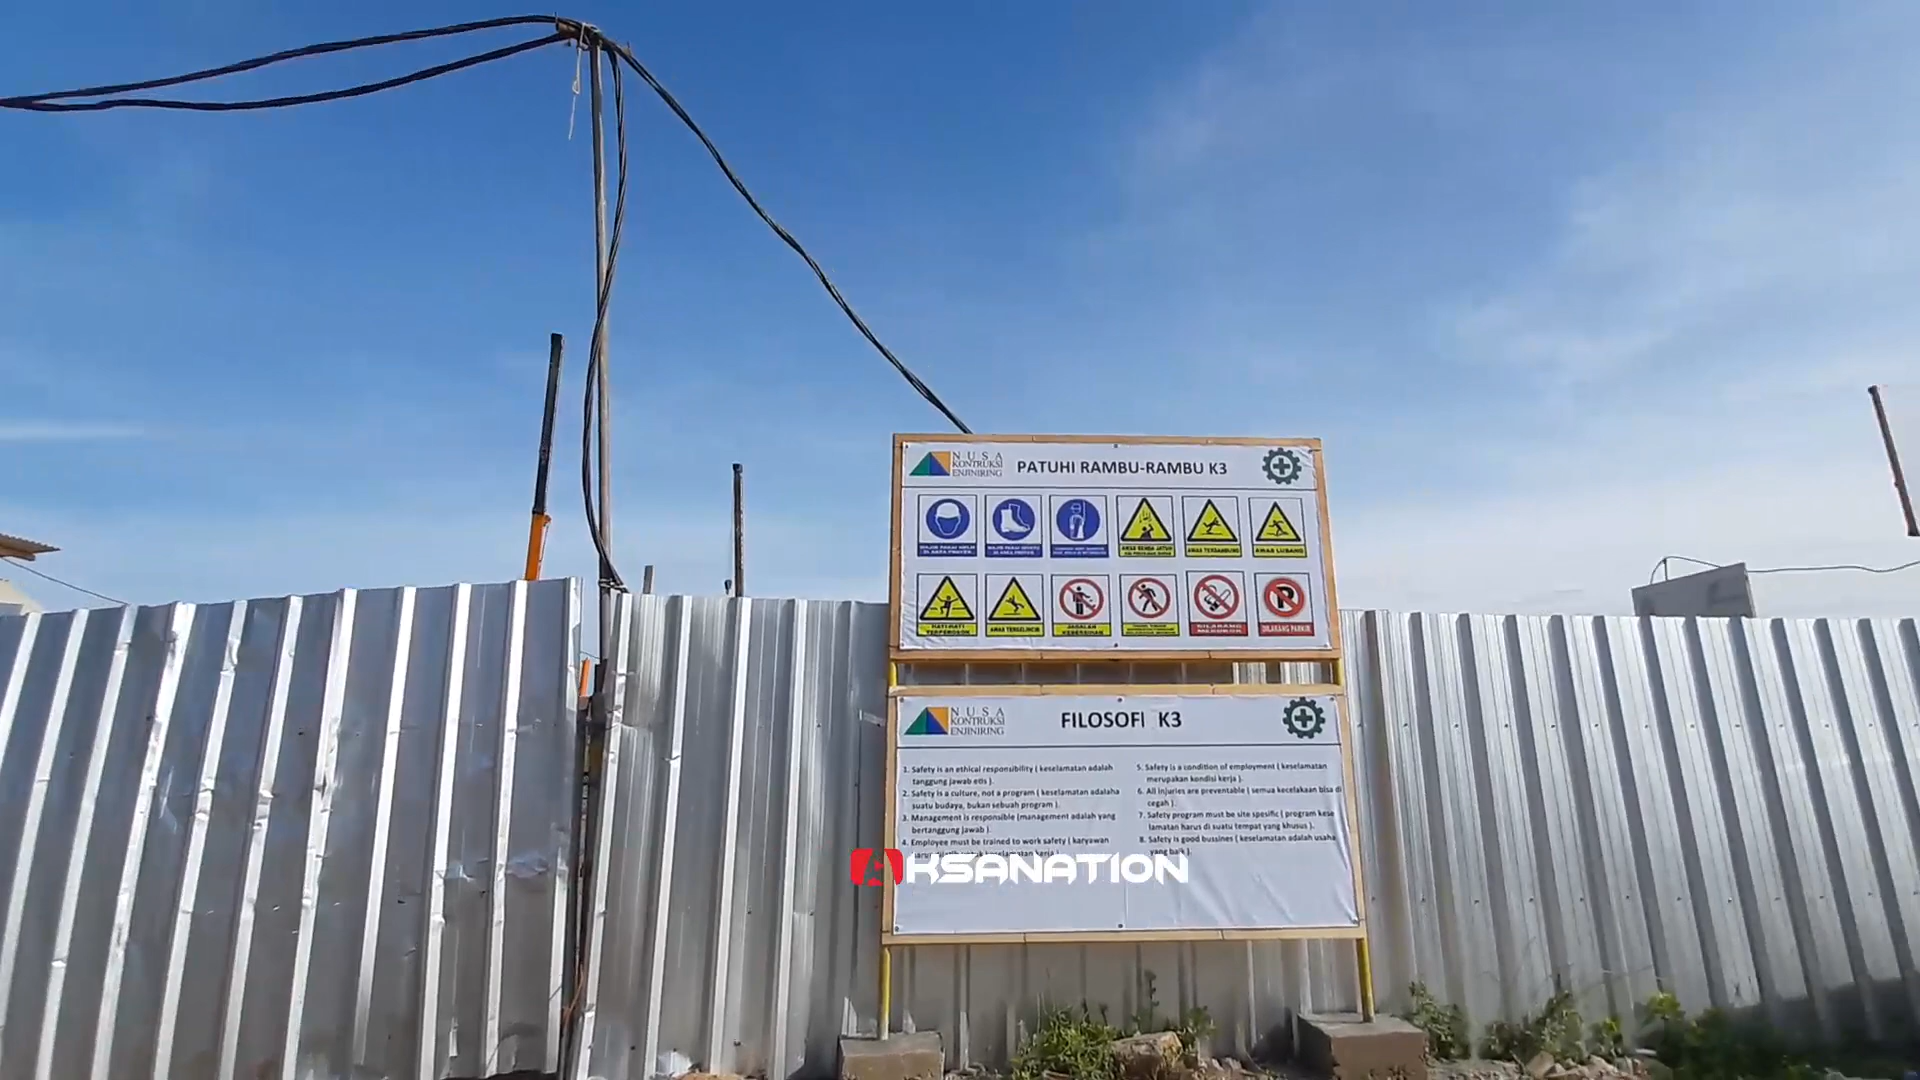 NUSA
KONTRUKSI
ENJINIRING
PATUHI RAMBU-RAMBU K3
AWAS BENDA JATUH
AWAS TERSANDUNG
AWAS LUBANG
HATI-HATI
TERPEROSOK
AWAS TERGELINCIR
JAGALAH
KEBERSIHAN
DILARANG
MEROKOK
DILARANG PARKIR
NUSA
KONTRUKSI
ENJINIRING
FILOSOFI K3
1. Safety is an ethical responsibility ( keselamatan adalah
tanggung jawab etis ).
2. Safety is a culture, not a program ( keselamatan adalaha
suatu budaya, bukan sebuah program ).
3. Management is responsible (management adalah yang
bertanggung jawab ).
4. Employee must be trained to work safety ( karyawan
5. Safety is a condition of employment ( keselamatan
merupakan kondisi kerja ).
6. All injuries are preventable ( semua kecelakaan bisa di
cegah ).
7. Safety program must be site spesific ( program kese
lamatan harus di suatu tempat yang khusus ).
8. Safety is good bussines ( keselamatan adalah usaha
yang baik ).
AKSANATION